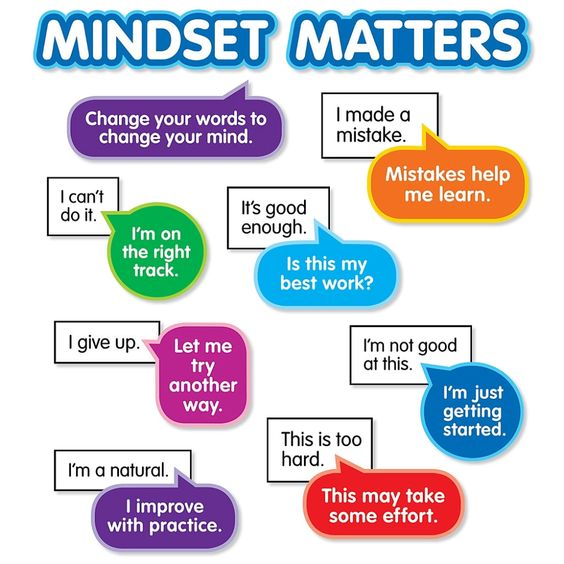 MINDSET MATTERS
Change your words to
change your mind.
I made a
mistake.
Mistakes help
me learn.
I can't
do it.
I'm on
the right
track.
It's good
enough.
Is this my
best work?
I give up.
Let me
try
another
way.
I'm not good
at this.
I'm just
getting
started.
This is too
hard.
This may take
some effort.
I'm a natural.
I improve
with practice.